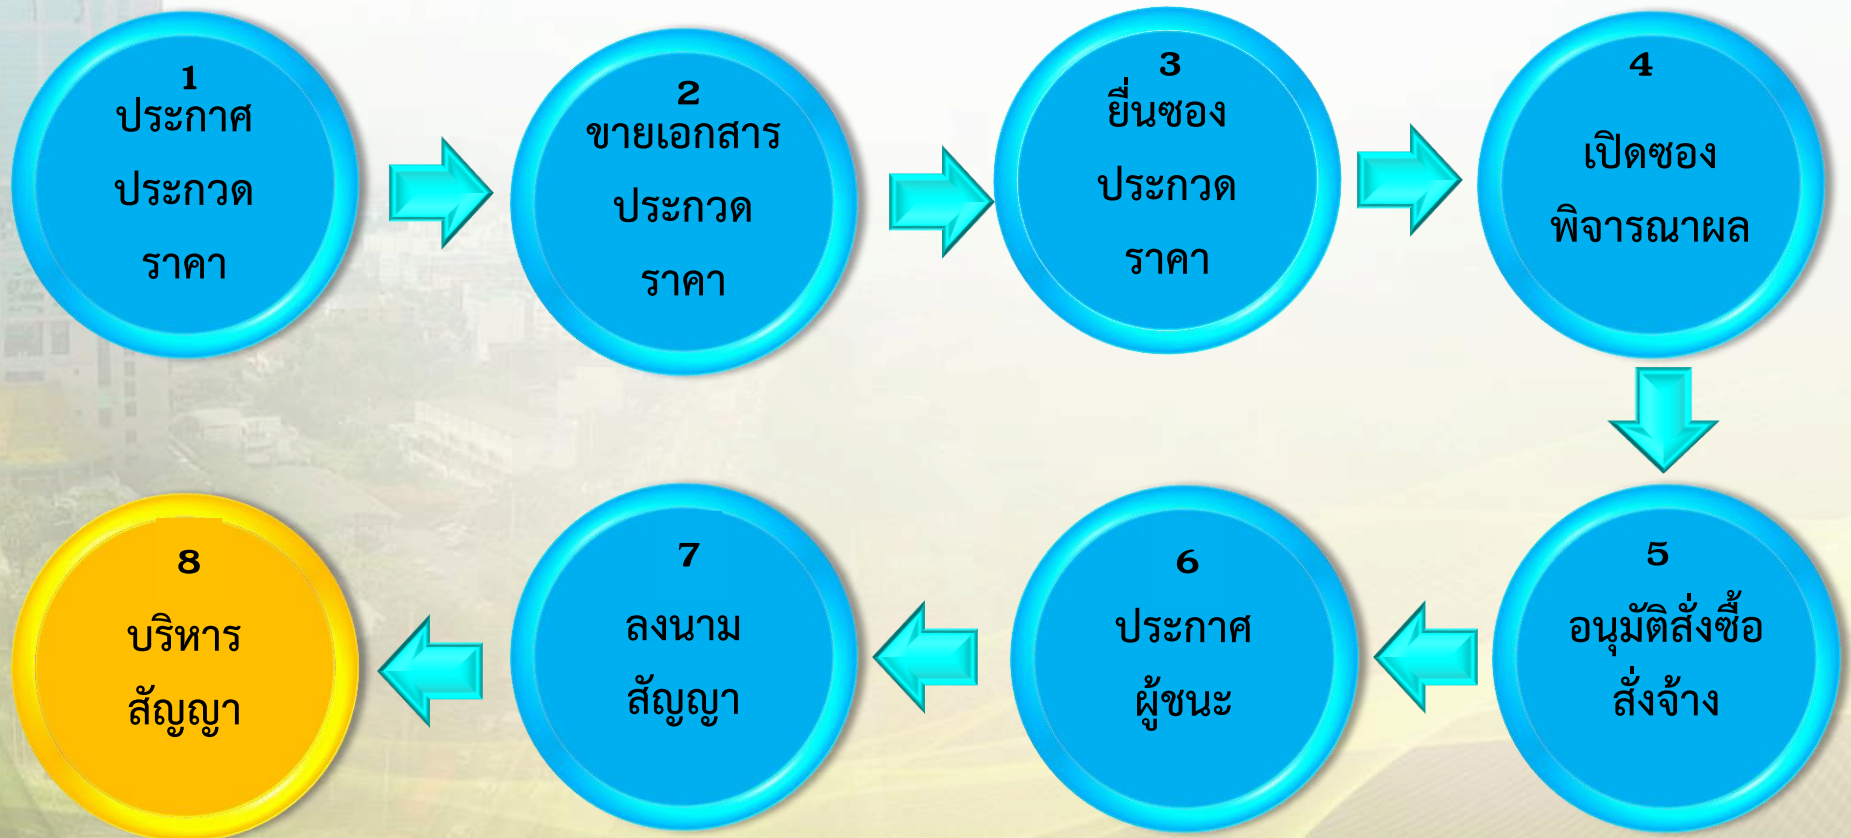 1
ประกาศ
ประกวด
ราคา
2
ขายเอกสาร
ประกวด
ราคา
3
ยื่นซอง
ประกวด
ราคา
4
เปิดซอง
พิจารณาผล
5
อนุมัติสั่งซื้อ
สั่งจ้าง
6
ประกาศ
ผู้ชนะ
7
ลงนาม
สัญญา
8
บริหาร
สัญญา